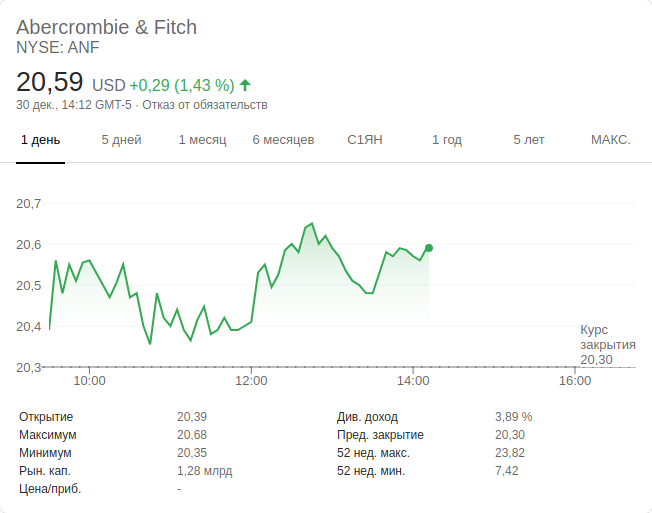 Abercrombie & Fitch
NYSE: ANF
20,59 USD +0,29 (1,43 %)
30 дек., 14:12 GMT-5 · Отказ от обязательств
1 день 5 дней 1 месяц 6 месяцев С1ЯН 1 год 5 лет МАКС.
20,7
20,6
20,5
20,4
20,3
Курс
закрытия
20,30
10:00 12:00 14:00 16:00
Открытие 20,39 Див. доход 3,89 %
Максимум 20,68 Пред. закрытие 20,30
Минимум 20,35 52 нед. макс. 23,82
Рын. кап. 1,28 млрд 52 нед. мин. 7,42
Цена/приб. -